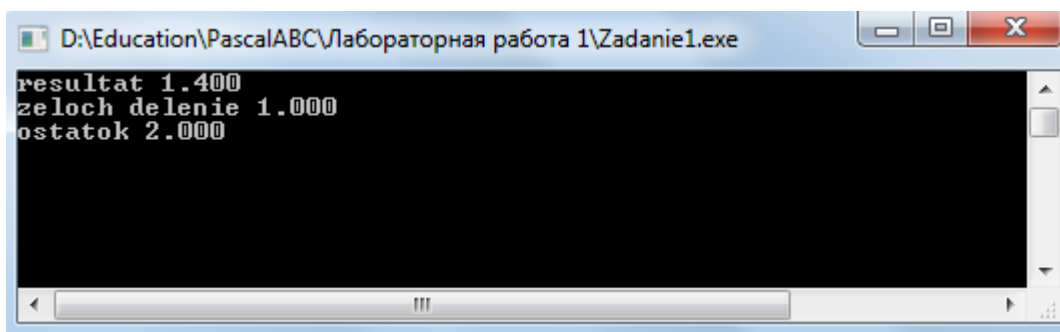 D:\Education\PascalABC\Лабораторная работа 1\Zadanie1.exe
resultat 1.400
zeloch delenie 1.000
ostatok 2.000